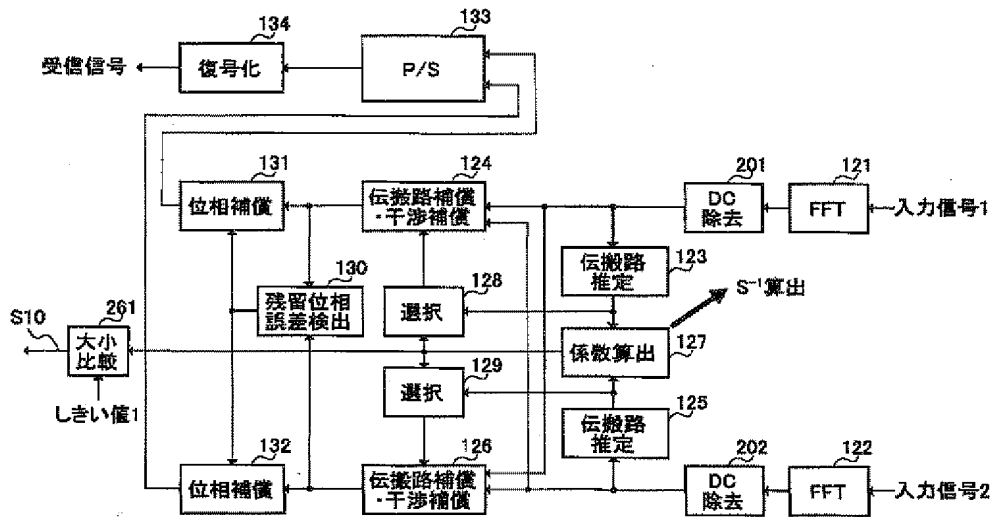 134
133
受信信号
復号化
P/S
131
124
201
121
位相補償
伝搬路補償
・干渉補償
DC
除去
FFT
入力信号1
123
伝搬路
推定
130
128
S⁻¹算出
残留位相
誤差検出
選択
S10
261
大小
比較
係数算出
127
129
選択
しきい値1
125
伝搬路
推定
132
126
202
122
位相補償
伝搬路補償
・干渉補償
DC
除去
FFT
入力信号2